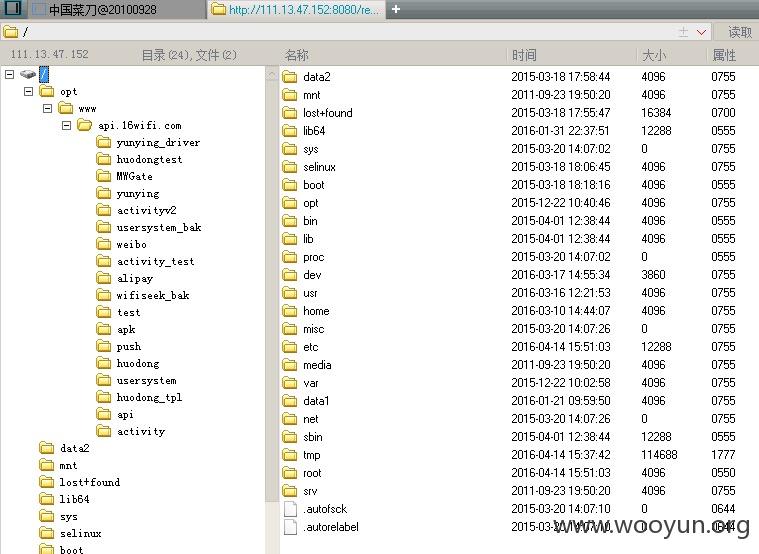 中国菜刀@20100928
http://111.13.47.152:8080/re...
/
读取
111.13.47.152 目录(24),文件(2)
名称 时间 大小 属性
/
opt
www
api.16wifi.com
yunying_driver
huodongtest
MWGate
yunying
activityv2
usersystem_bak
weibo
activity_test
alipay
wifiseek_bak
test
apk
push
huodong
usersystem
huodong_tpl
api
activity
data2
mnt
lost+found
lib64
sys
selinux
boot
data2 2015-03-18 17:58:44 4096 0755
mnt 2011-09-23 19:50:20 4096 0755
lost+found 2015-03-18 17:55:47 16384 0700
lib64 2016-01-31 22:37:51 12288 0555
sys 2015-03-20 14:07:02 0 0755
selinux 2015-03-18 18:06:45 4096 0755
boot 2015-03-18 18:18:16 4096 0555
opt 2015-12-22 10:40:46 4096 0755
bin 2015-04-01 12:38:44 4096 0555
lib 2015-04-01 12:38:44 4096 0555
proc 2015-03-20 14:07:02 0 0555
dev 2016-03-17 14:55:34 3860 0755
usr 2016-03-16 12:21:53 4096 0755
home 2016-03-10 14:44:07 4096 0755
misc 2015-03-20 14:07:26 0 0755
etc 2016-04-14 15:51:03 12288 0755
media 2011-09-23 19:50:20 4096 0755
var 2015-12-22 10:02:58 4096 0755
data1 2016-01-21 09:59:50 4096 0755
net 2015-03-20 14:07:26 0 0755
sbin 2015-04-01 12:38:44 12288 0555
tmp 2016-04-14 15:37:42 114688 1777
root 2016-04-14 15:51:03 4096 0550
srv 2011-09-23 19:50:20 4096 0755
.autofsck 2015-03-20 14:07:10 0 0644
.autorelabel 2015-03-20 14:07:10 0 0644
www.wooyun.org